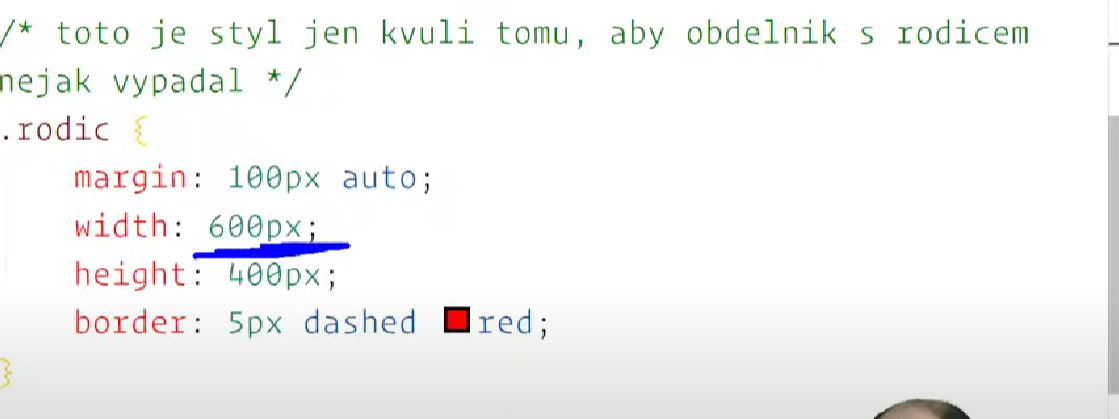 /* toto je styl jen kvuli tomu, aby obdelnik s rodicem
nejak vypadal */
.rodic {
margin: 100px auto;
width: 600px;
height: 400px;
border: 5px dashed red;
}